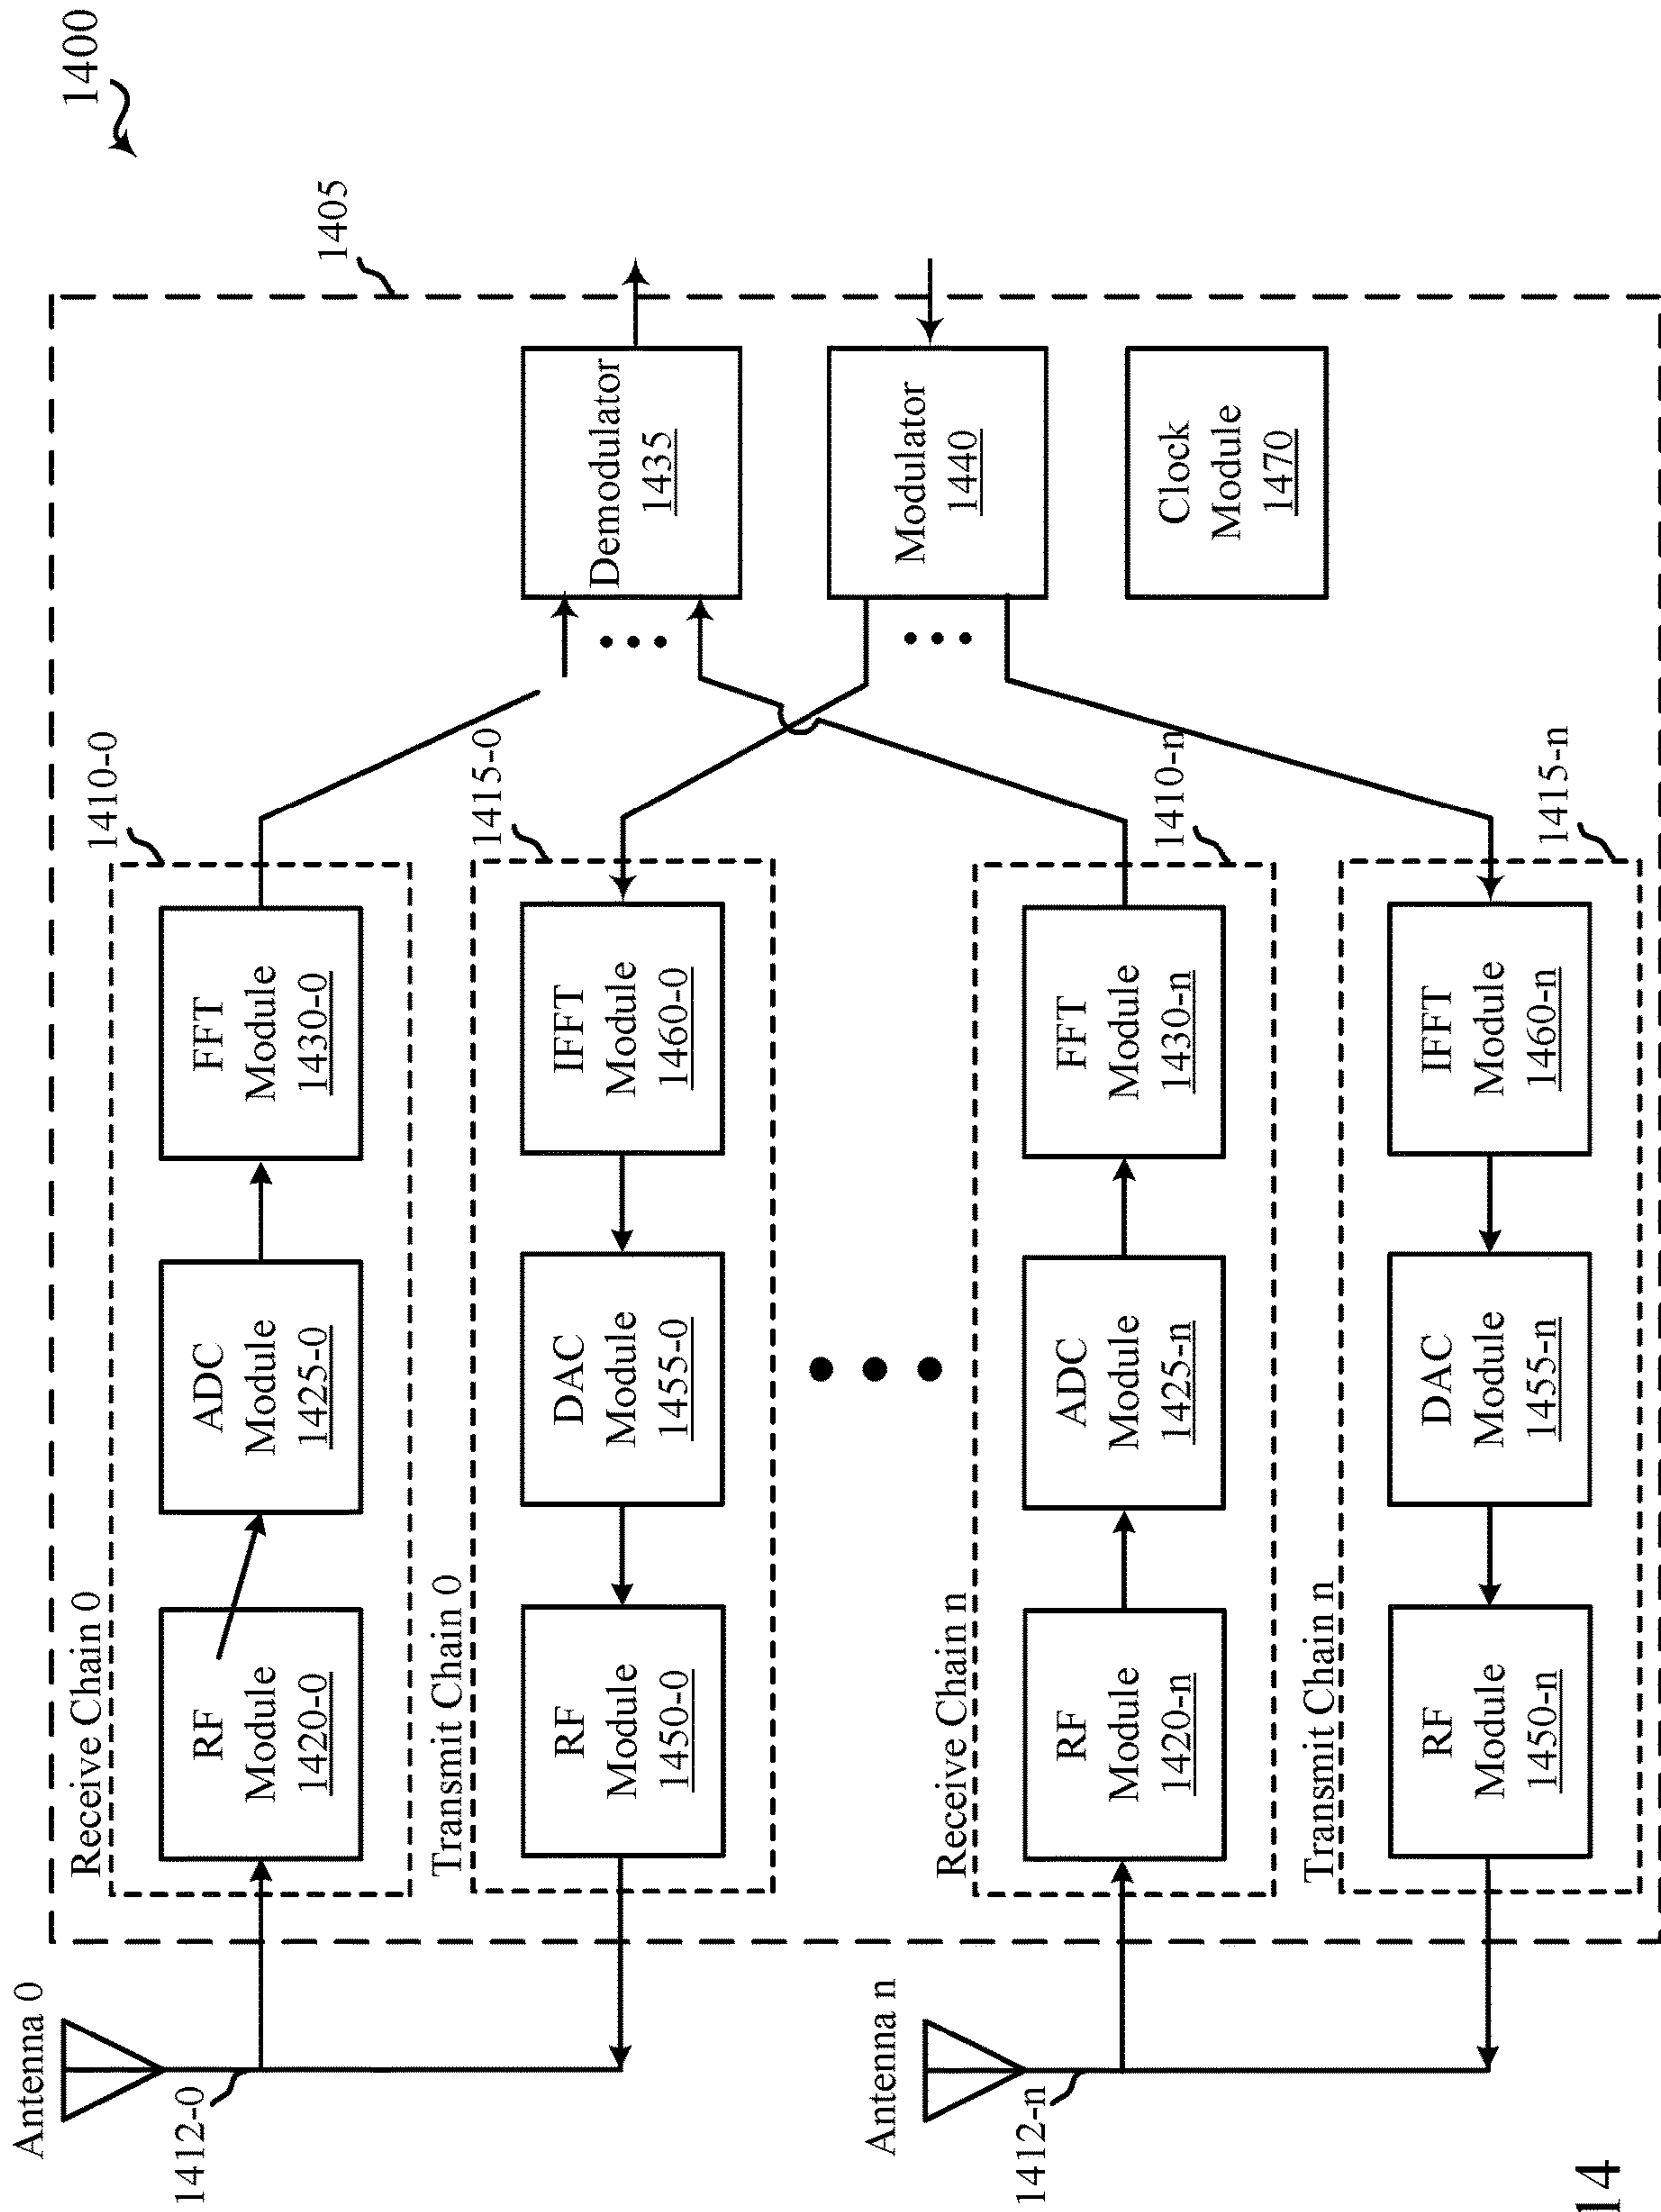 1400
1405
Antenna 0
1412-0
Receive Chain 0
1410-0
RF
Module
1420-0
ADC
Module
1425-0
FFT
Module
1430-0
Transmit Chain 0
1415-0
RF
Module
1450-0
DAC
Module
1455-0
IFFT
Module
1460-0
Demodulator
1435
Modulator
1440
Clock
Module
1470
Antenna n
1412-n
Receive Chain n
1410-n
RF
Module
1420-n
ADC
Module
1425-n
FFT
Module
1430-n
Transmit Chain n
1415-n
RF
Module
1450-n
DAC
Module
1455-n
IFFT
Module
1460-n
14